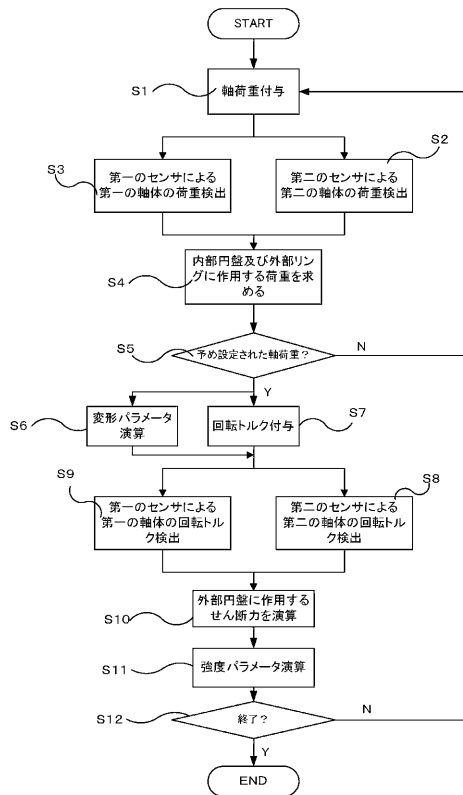 START
S1
軸荷重付与
S2
S3
第一のセンサによる
第一の軸体の荷重検出
第二のセンサによる
第二の軸体の荷重検出
S4
内部円盤及び外部リン
グに作用する荷重を求
める
S5
予め設定された軸荷重？
N
Y
S6
変形パラメータ
演算
回転トルク付与
S7
S9
第一のセンサによる
第一の軸体の回転トル
ク検出
第二のセンサによる
第二の軸体の回転トル
ク検出
S8
S10
外部円盤に作用する
せん断力を演算
S11
強度パラメータ演算
S12
終了？
N
Y
END